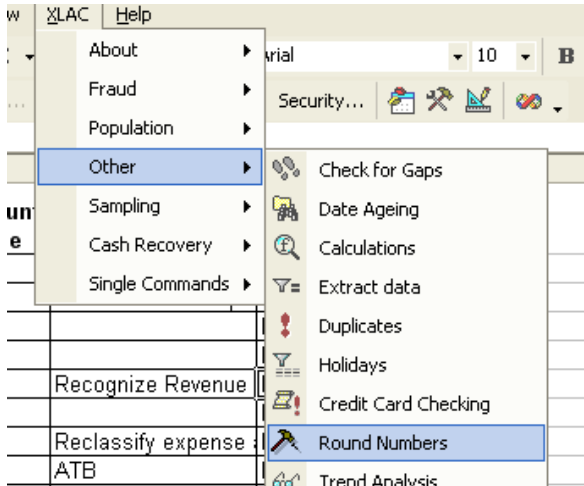 w XLAC Help
About
Arial 10 B
Fraud
Security...
Population
Other
Check for Gaps
Sampling
Date Ageing
e
Cash Recovery
Calculations
Single Commands
Extract data
Duplicates
Holidays
Recognize Revenue
Credit Card Checking
Reclassify expense
Round Numbers
ATB
Trend Analysis